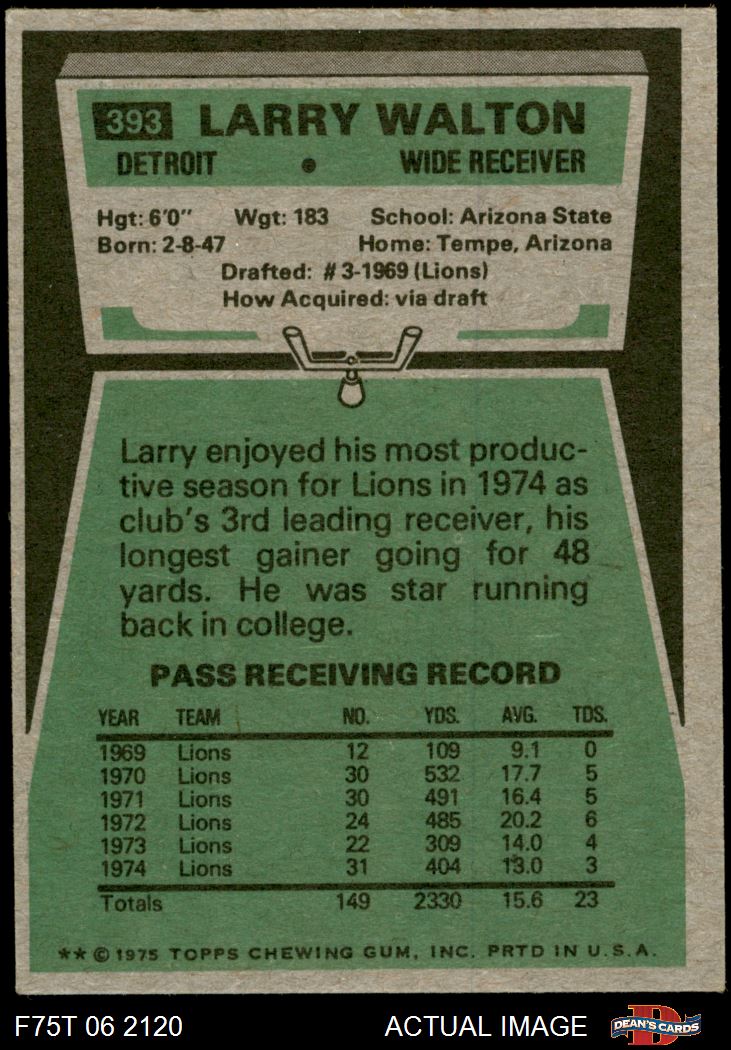 393 LARRY WALTON
DETROIT • WIDE RECEIVER
Hgt: 6'0" Wgt: 183 School: Arizona State
Born: 2-8-47 Home: Tempe, Arizona
Drafted: #3-1969 (Lions)
How Acquired: via draft
Larry enjoyed his most produc-
tive season for Lions in 1974 as
club's 3rd leading receiver, his
longest gainer going for 48
yards. He was star running
back in college.
PASS RECEIVING RECORD
YEAR TEAM NO. YDS. AVG. TDS.
1969 Lions 12 109 9.1 0
1970 Lions 30 532 17.7 5
1971 Lions 30 491 16.4 5
1972 Lions 24 485 20.2 6
1973 Lions 22 309 14.0 4
1974 Lions 31 404 13.0 3
Totals 149 2330 15.6 23
** © 1975 TOPPS CHEWING GUM, INC. PRTD IN U.S.A.
F75T 06 2120 ACTUAL IMAGE D DEAN'S CARDS